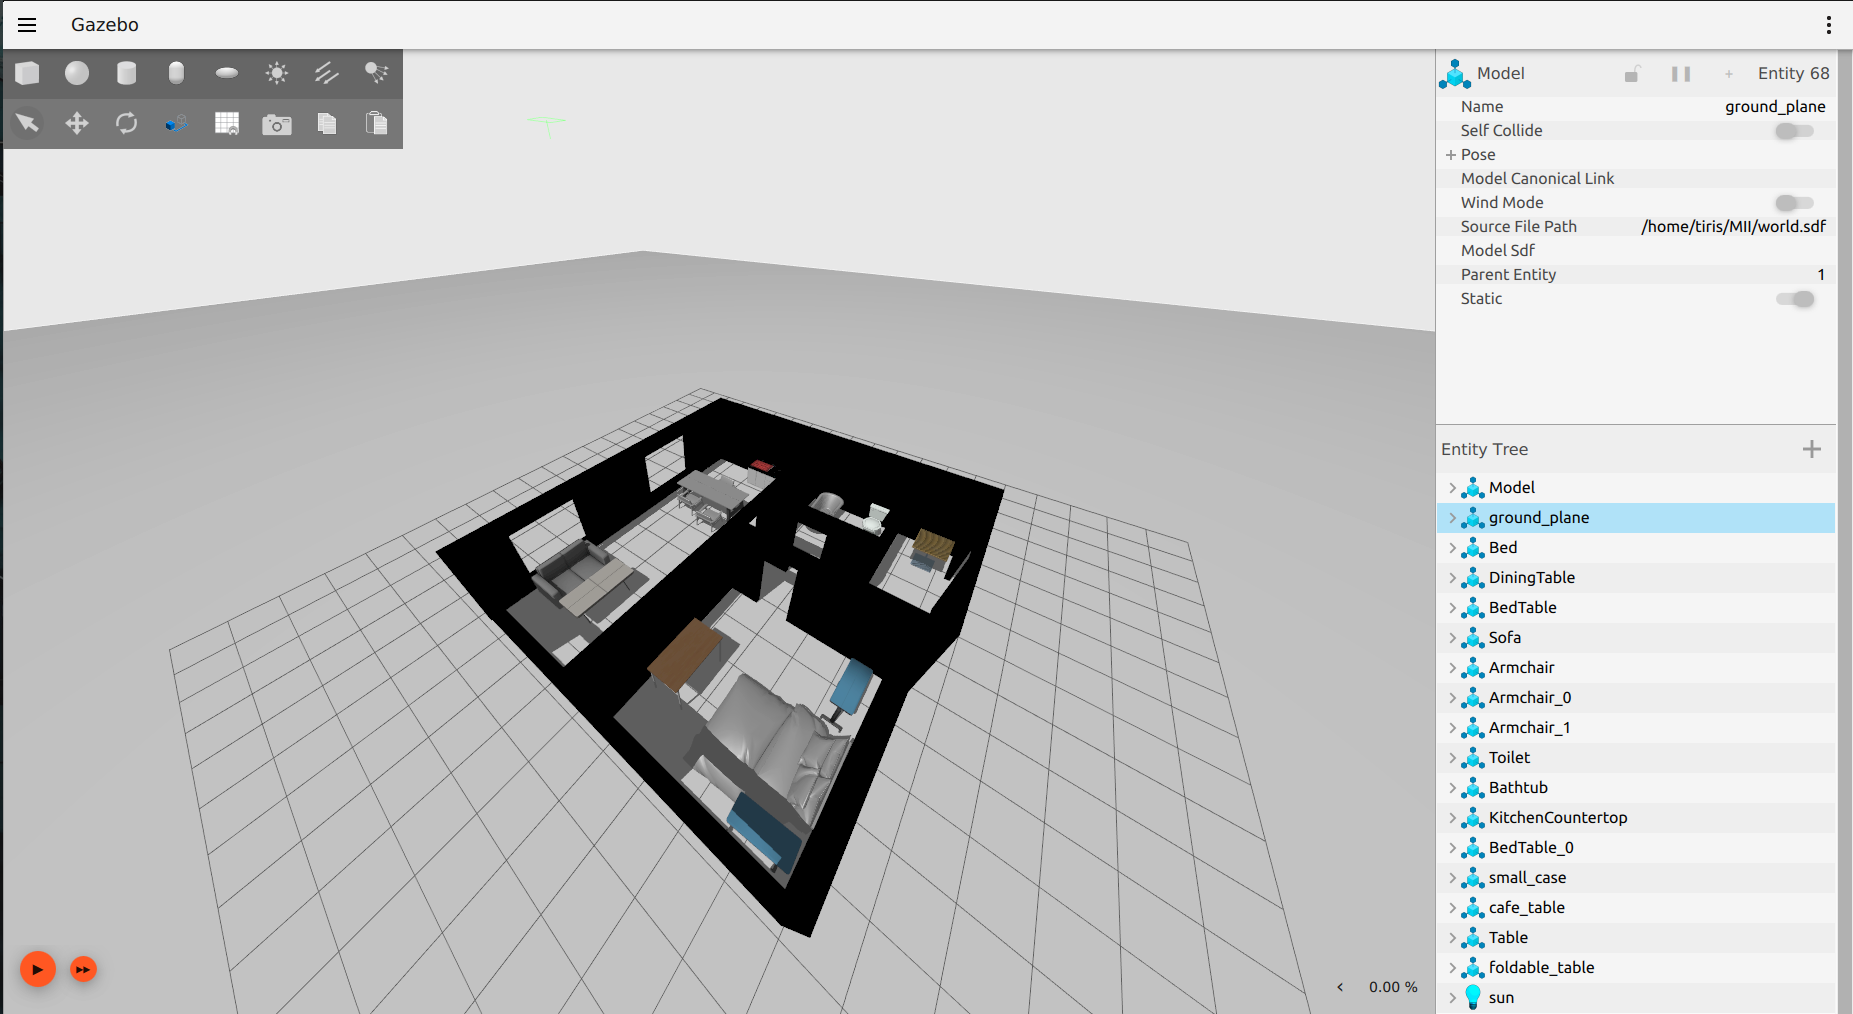 Gazebo
Model Entity 68
Name ground_plane
Self Collide
Pose
Model Canonical Link
Wind Mode
Source File Path /home/tiris/MII/world.sdf
Model Sdf
Parent Entity 1
Static
Entity Tree
Model
ground_plane
Bed
DiningTable
BedTable
Sofa
Armchair
Armchair_0
Armchair_1
Toilet
Bathtub
KitchenCountertop
BedTable_0
small_case
cafe_table
Table
foldable_table
sun
0.00 %